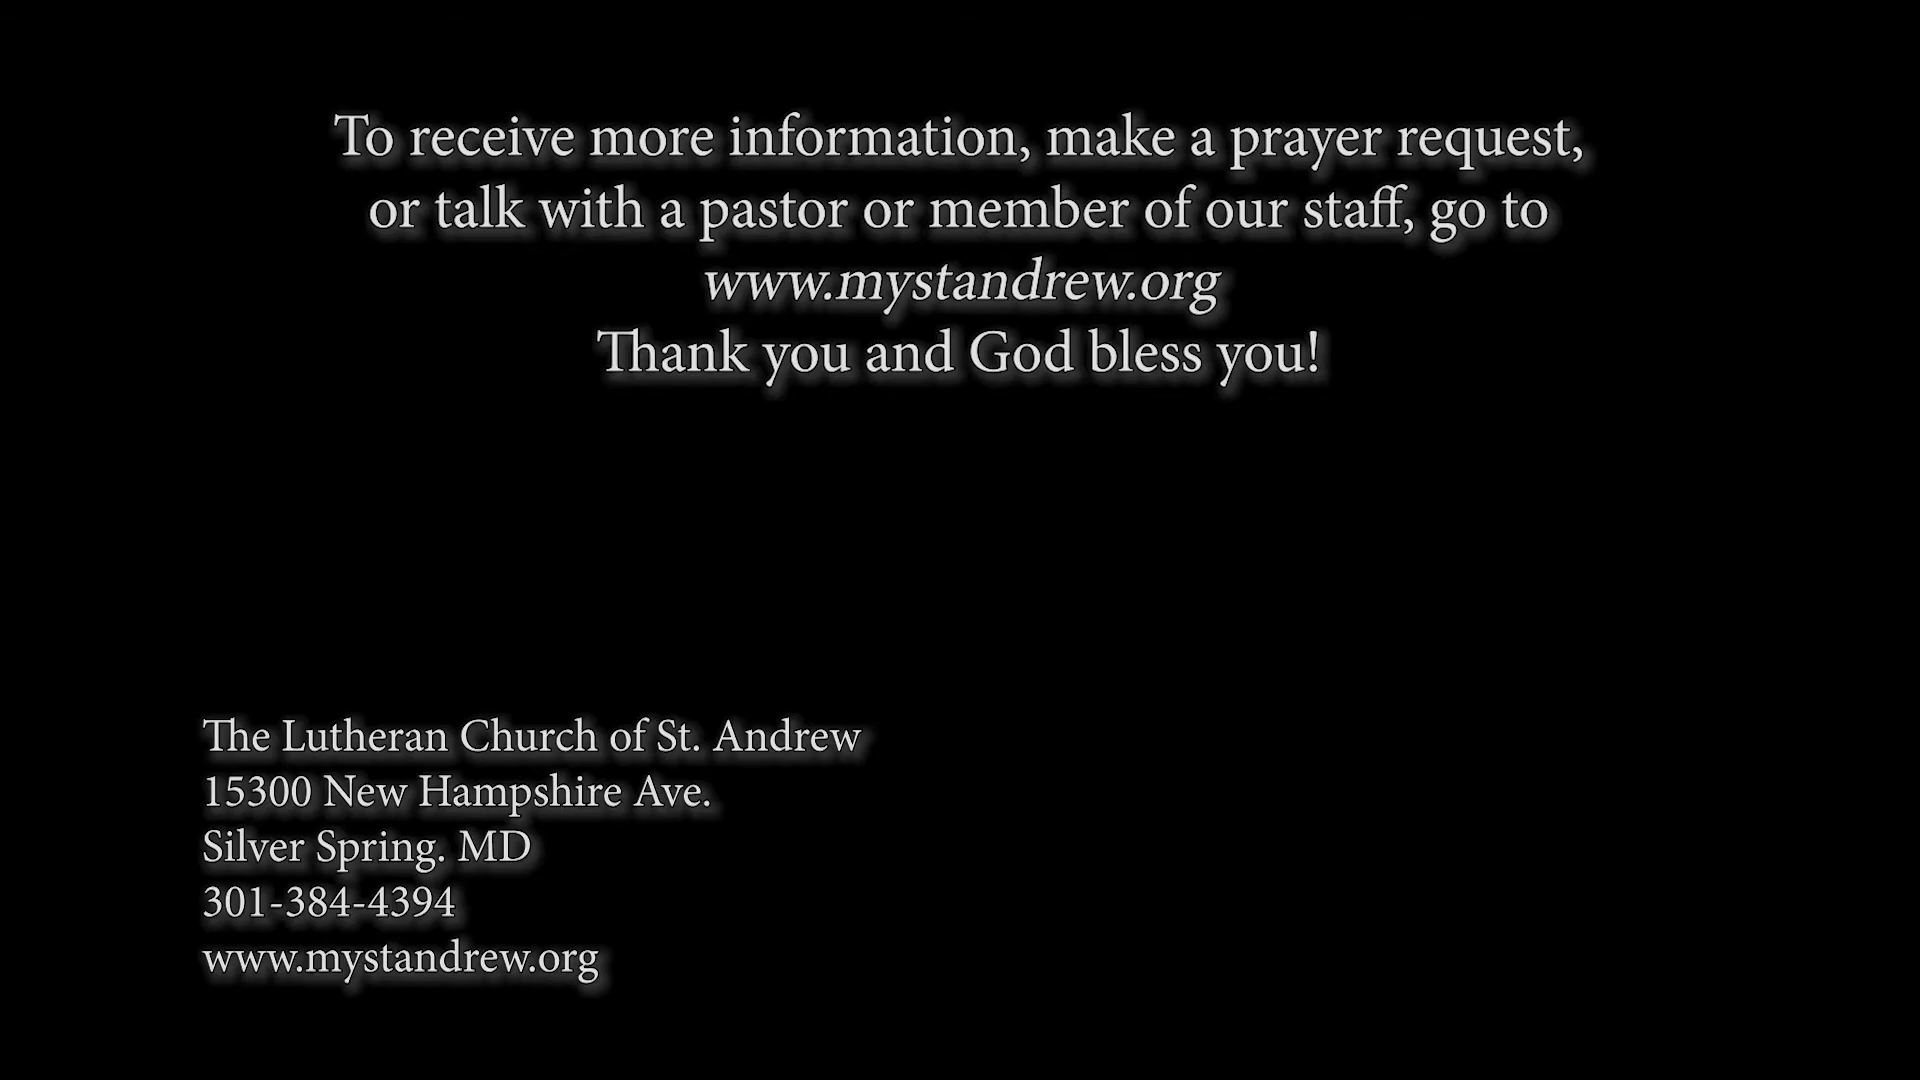 To receive more information, make a prayer request,
or talk with a pastor or member of our staff, go to
www.mystandrew.org
Thank you and God bless you!
The Lutheran Church of St. Andrew
15300 New Hampshire Ave.
Silver Spring. MD
301-384-4394
www.mystandrew.org